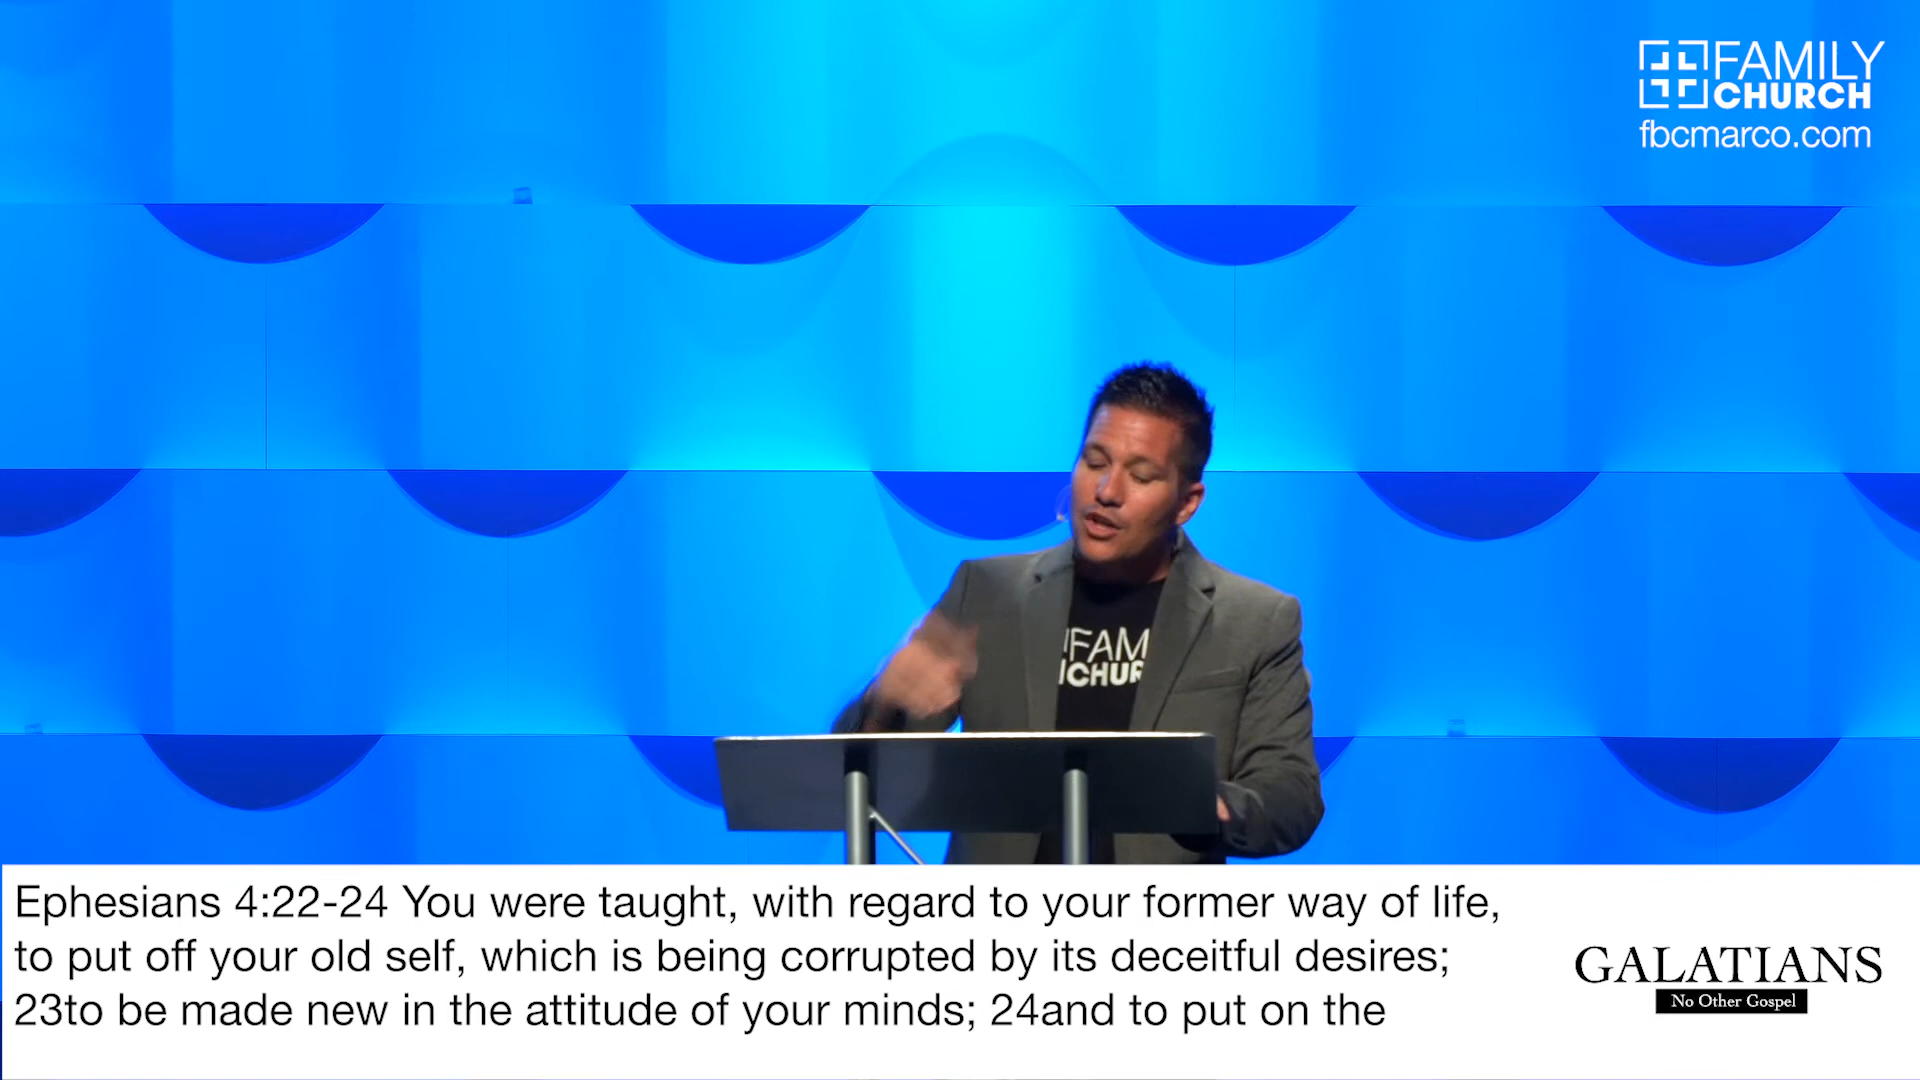 FAMILY
CHURCH
fbcmarco.com
FAM
CHUR
Ephesians 4:22-24 You were taught, with regard to your former way of life,
to put off your old self, which is being corrupted by its deceitful desires;
23to be made new in the attitude of your minds; 24and to put on the
GALATIANS
No Other Gospel